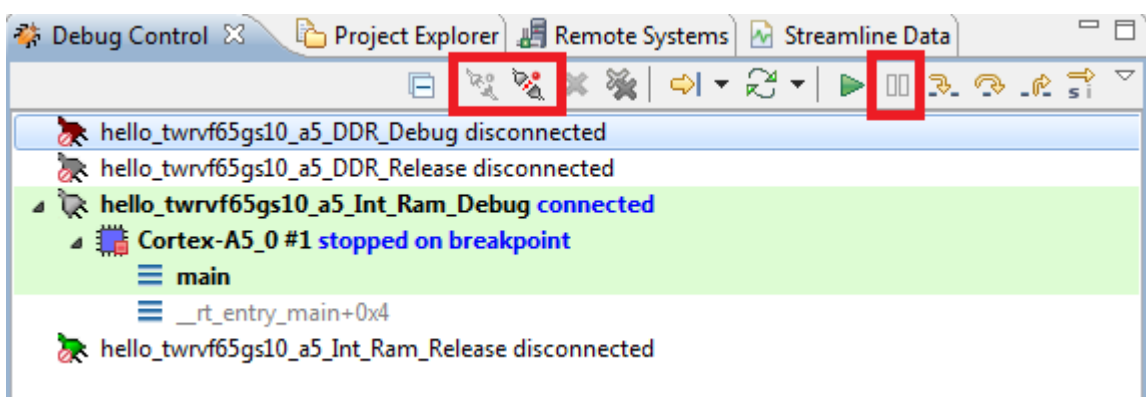 Debug Control Project Explorer Remote Systems Streamline Data
s i
hello_twrvf65gs10_a5_DDR_Debug disconnected
hello_twrvf65gs10_a5_DDR_Release disconnected
hello_twrvf65gs10_a5_Int_Ram_Debug connected
Cortex-A5_0 #1 stopped on breakpoint
main
__rt_entry_main+0x4
hello_twrvf65gs10_a5_Int_Ram_Release disconnected